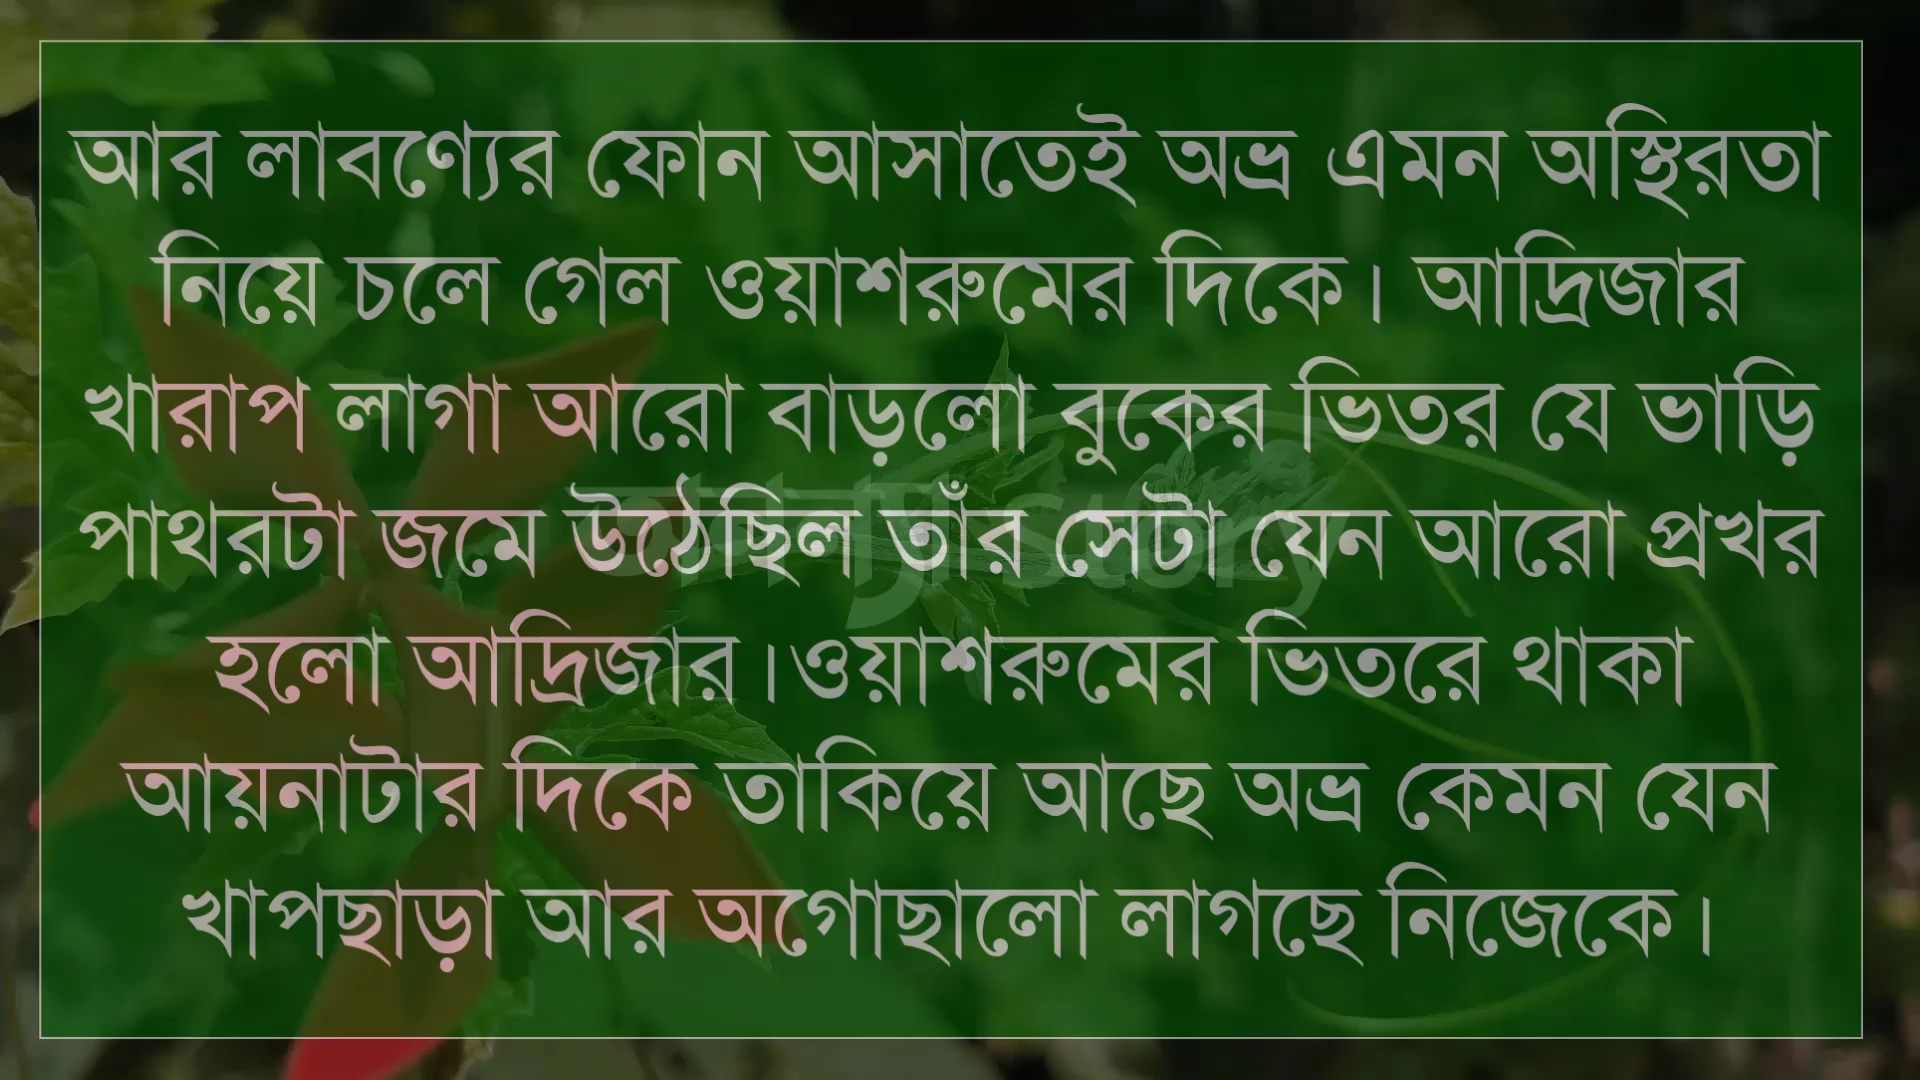 আর লাবণ্যের ফোন আসাতেই অভ্র এমন অস্থিরতা
নিয়ে চলে গেল ওয়াশরুমের দিকে। আদ্রিজার
খারাপ লাগা আরো বাড়লো বুকের ভিতর যে ভাড়ি
পাথরটা জমে উঠেছিল তাঁর সেটা যেন আরো প্রখর
হলো আদ্রিজার।ওয়াশরুমের ভিতরে থাকা
আয়নাটার দিকে তাকিয়ে আছে অভ্র কেমন যেন
খাপছাড়া আর অগোছালো লাগছে নিজেকে।
Story